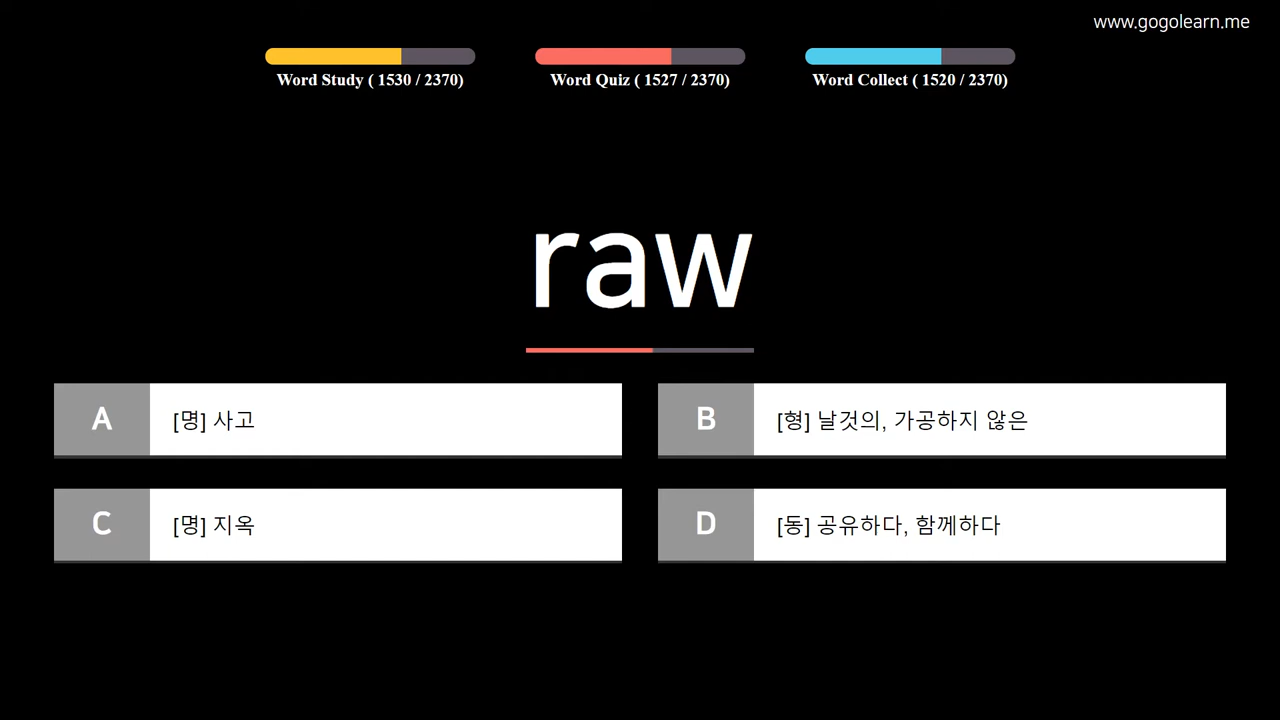 www.gogolearn.me
Word Study ( 1530 / 2370)
Word Quiz ( 1527 / 2370)
Word Collect ( 1520 / 2370)
raw
A [명] 사고
B [형] 날것의, 가공하지 않은
C [명] 지옥
D [동] 공유하다, 함께하다